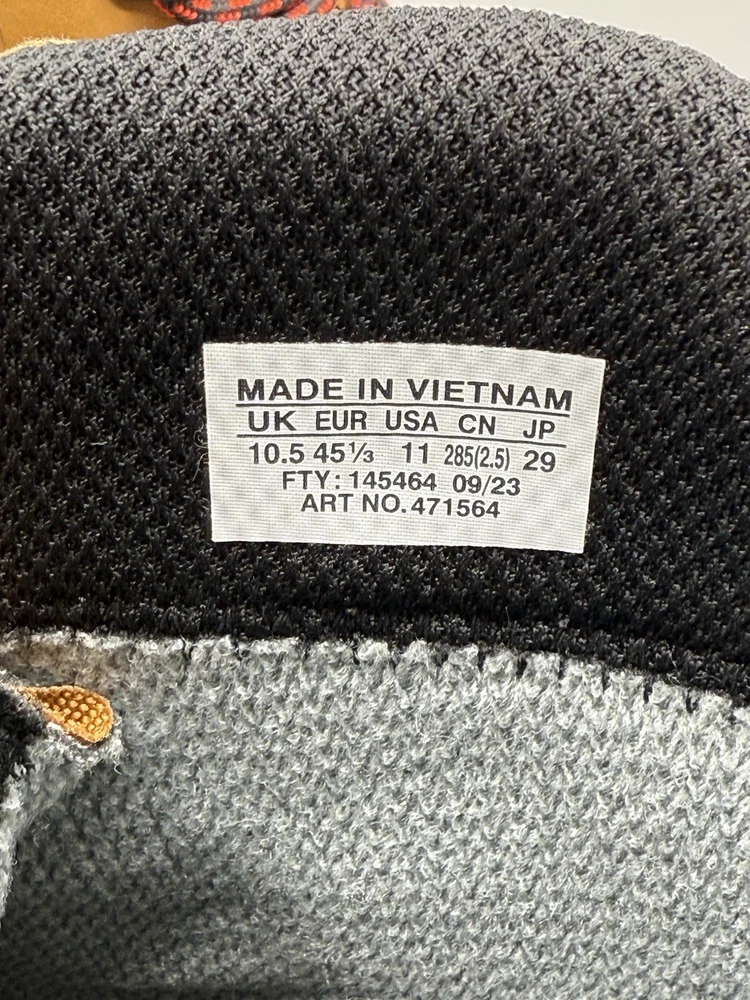 MADE IN VIETNAM
UK EUR USA CN JP
10.5 45⅓ 11 285(2.5) 29
FTY: 145464 09/23
ART NO. 471564